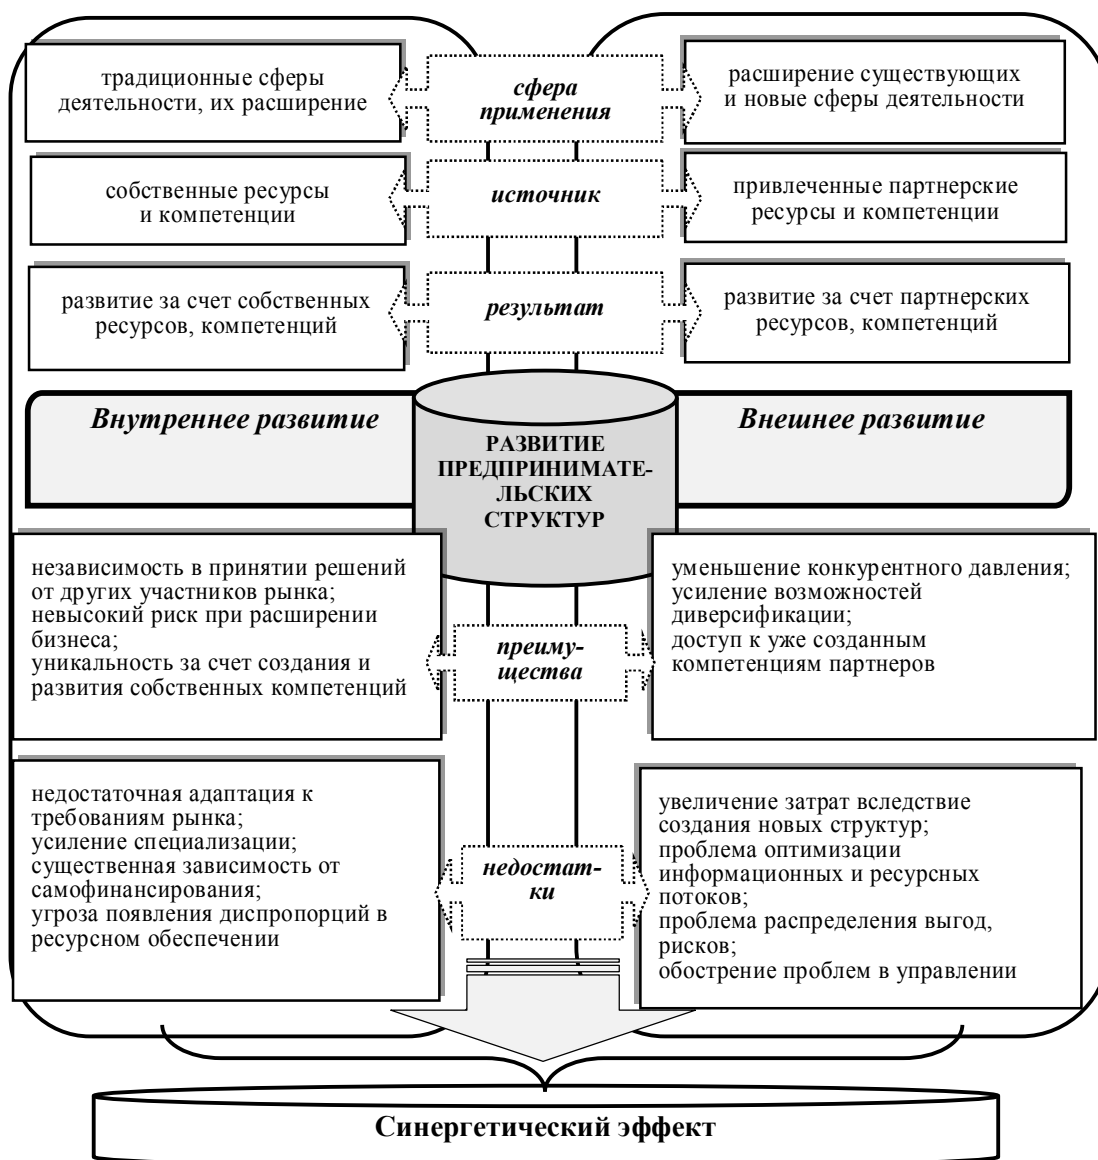 традиционные сферы
деятельности, их расширение
сфера
применения
расширение существующих
и новые сферы деятельности
собственные ресурсы
и компетенции
источник
привлеченные партнерские
ресурсы и компетенции
развитие за счет собственных
ресурсов, компетенций
результат
развитие за счет партнерских
ресурсов, компетенций
Внутреннее развитие
РАЗВИТИЕ
ПРЕДПРИНИМАТЕ-
ЛЬСКИХ
СТРУКТУР
Внешнее развитие
независимость в принятии решений
от других участников рынка;
невысокий риск при расширении
бизнеса;
уникальность за счет создания и
развития собственных компетенций
преиму-
щества
уменьшение конкурентного давления;
усиление возможностей
диверсификации;
доступ к уже созданным
компетенциям партнеров
недостаточная адаптация к
требованиям рынка;
усиление специализации;
существенная зависимость от
самофинансирования;
угроза появления диспропорций в
ресурсном обеспечении
недостат-
ки
увеличение затрат вследствие
создания новых структур;
проблема оптимизации
информационных и ресурсных
потоков;
проблема распределения выгод,
рисков;
обострение проблем в управлении
Синергетический эффект